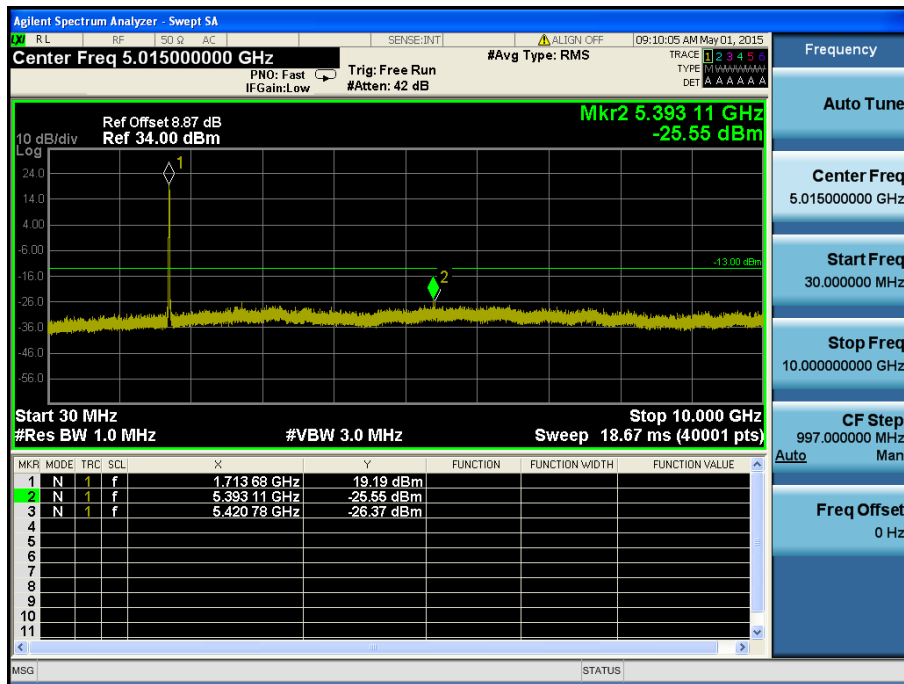 Agilent Spectrum Analyzer - Swept SA
LXI RL RF 50 Ω AC SENSE:INT ALIGN OFF 09:10:05 AM May 01, 2015
Center Freq 5.015000000 GHz
#Avg Type: RMS
TRACE 1 2 3 4 5 6
PNO: Fast
Trig: Free Run
TYPE MWWWWW
IFGain:Low
#Atten: 42 dB
DET A A A A A A
Ref Offset 8.87 dB
Mkr2 5.393 11 GHz
10 dB/div
Ref 34.00 dBm
-25.55 dBm
Log
1
24.0
14.0
4.00
-6.00
-13.00 dBm
-16.0
2
-26.0
-36.0
-46.0
-56.0
Start 30 MHz
Stop 10.000 GHz
#Res BW 1.0 MHz
#VBW 3.0 MHz
Sweep 18.67 ms (40001 pts)
MKR MODE TRC SCL X Y FUNCTION FUNCTION WIDTH FUNCTION VALUE
1 N 1 f 1.713 68 GHz 19.19 dBm
2 N 1 f 5.393 11 GHz -25.55 dBm
3 N 1 f 5.420 78 GHz -26.37 dBm
4
5
6
7
8
9
10
11
MSG
STATUS
Frequency
Auto Tune
Center Freq
5.015000000 GHz
Start Freq
30.000000 MHz
Stop Freq
10.000000000 GHz
CF Step
997.000000 MHz
Auto Man
Freq Offset
0 Hz